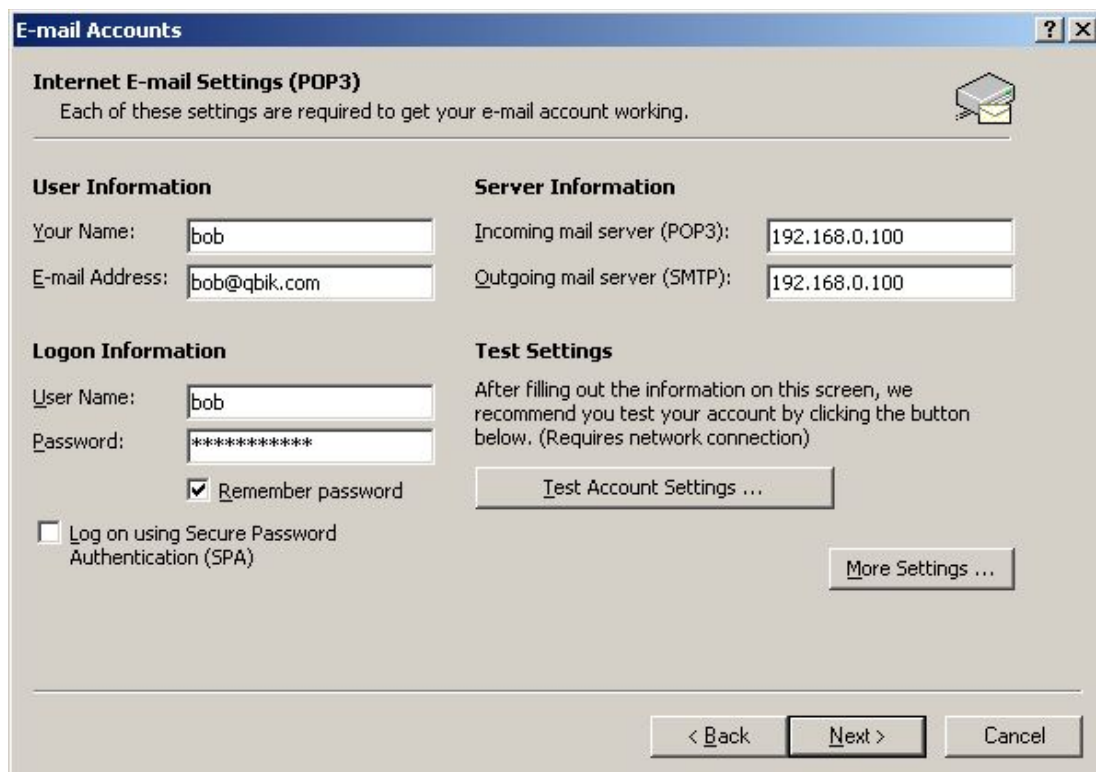 E-mail Accounts
Internet E-mail Settings (POP3)
Each of these settings are required to get your e-mail account working.
User Information
Your Name: bob
E-mail Address: bob@qbik.com
Server Information
Incoming mail server (POP3): 192.168.0.100
Outgoing mail server (SMTP): 192.168.0.100
Logon Information
User Name: bob
Password: ***********
Remember password
Log on using Secure Password
Authentication (SPA)
Test Settings
After filling out the information on this screen, we
recommend you test your account by clicking the button
below. (Requires network connection)
Test Account Settings ...
More Settings ...
< Back
Next >
Cancel